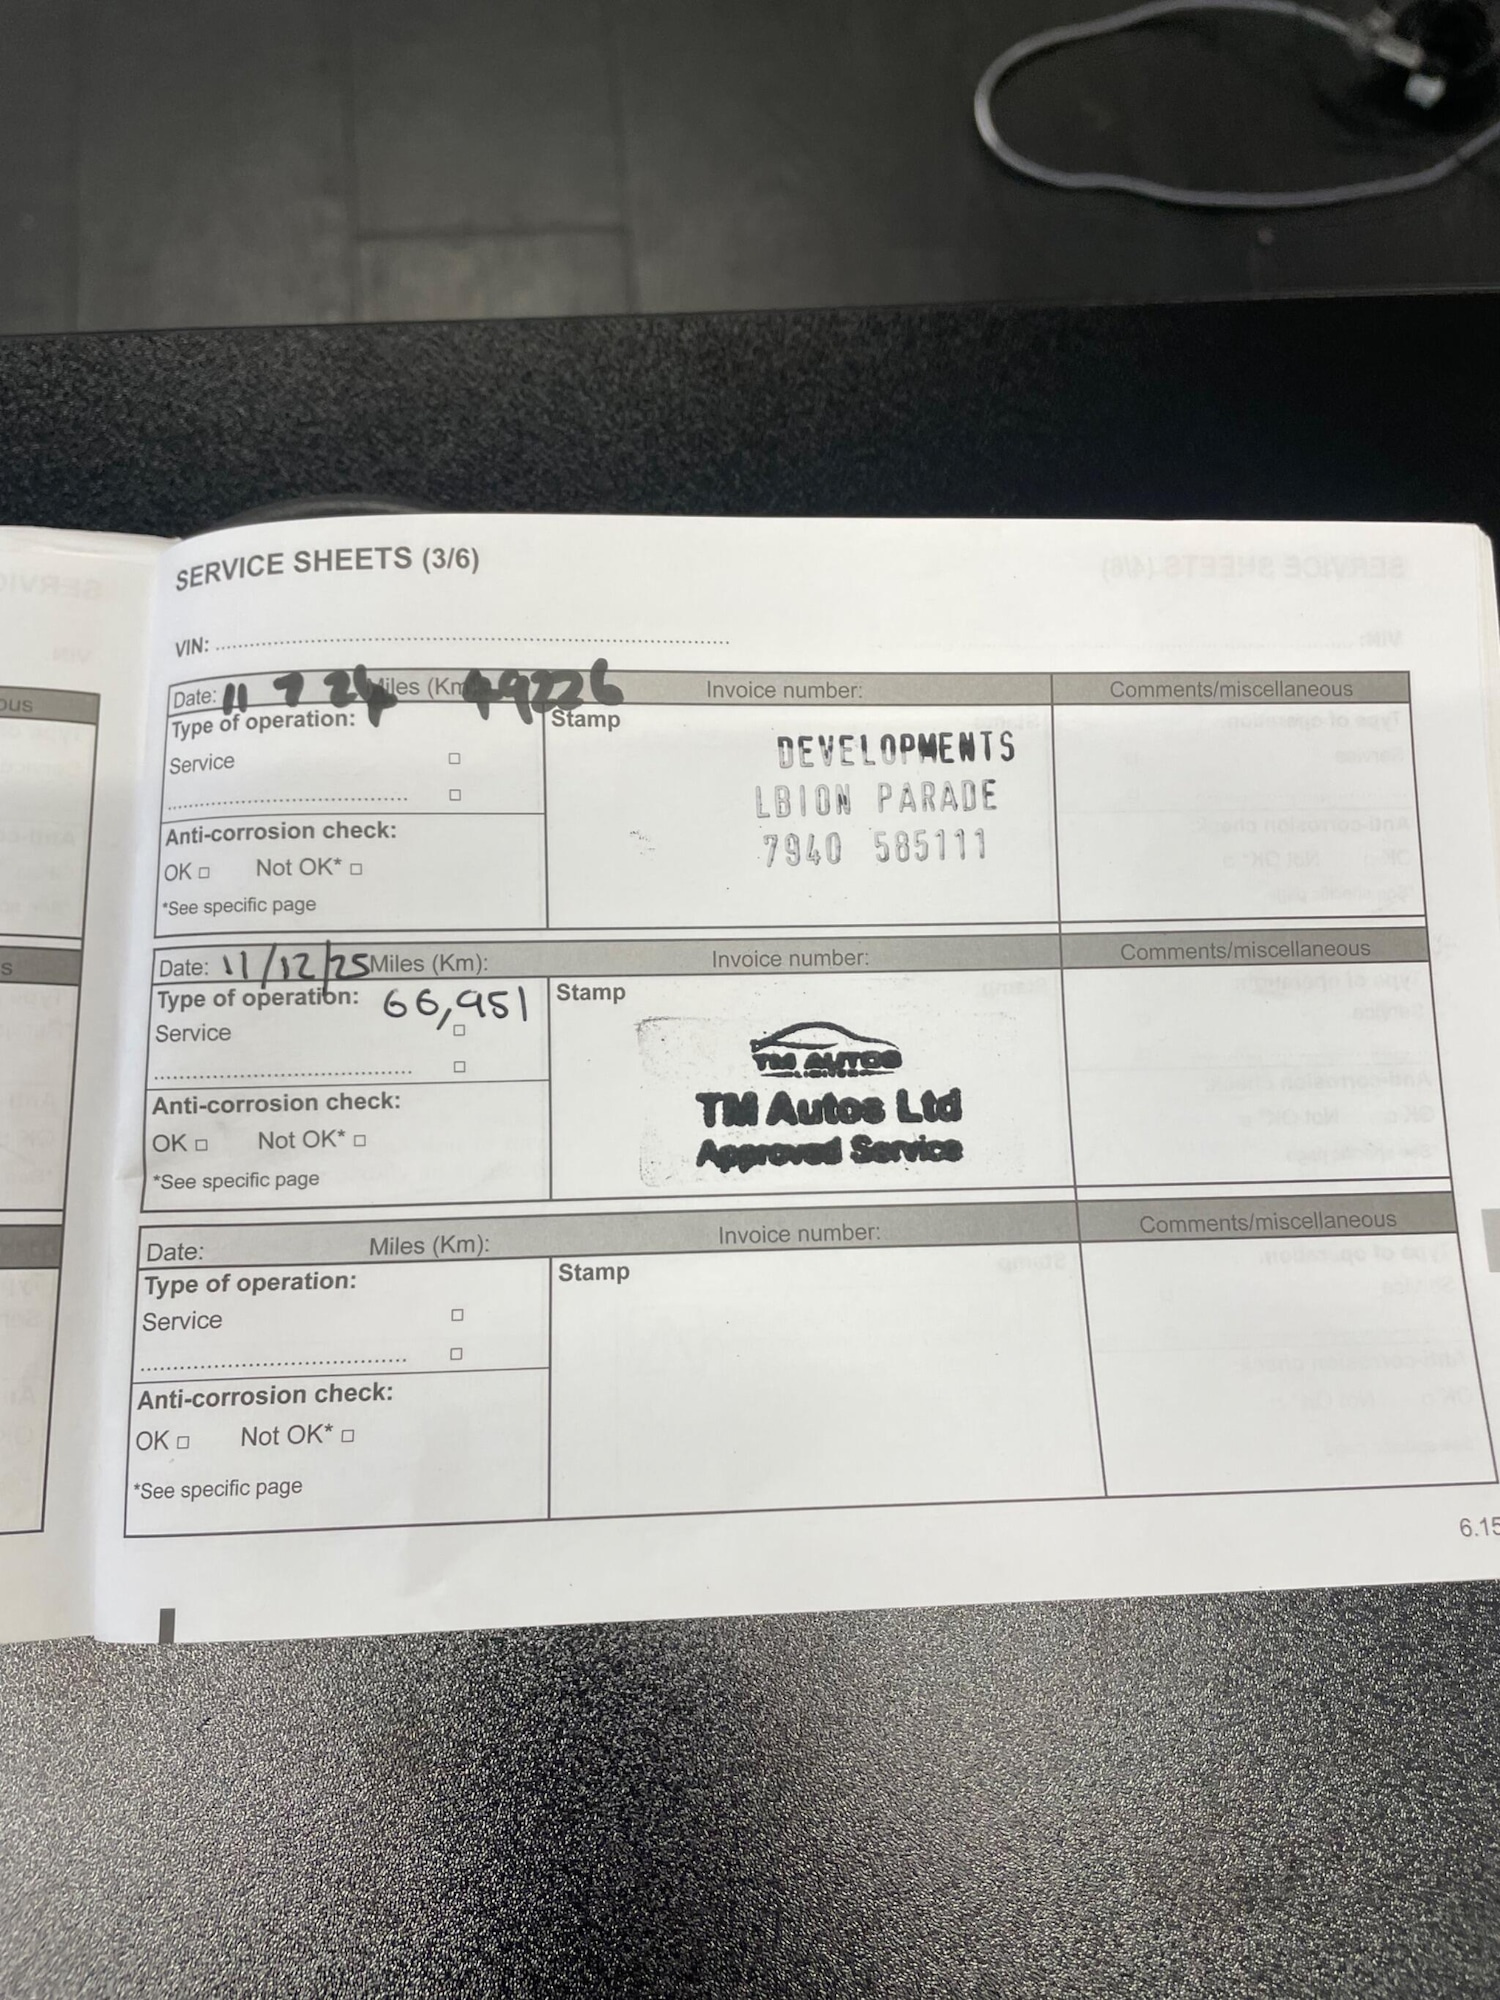 SERVICE SHEETS (3/6)
VIN:
Date: 11 7 24 Miles (Km): 49226 Invoice number: Comments/miscellaneous
Type of operation: Stamp
Service
DEVELOPMENTS
LBION PARADE
7940 585111
Anti-corrosion check:
OK Not OK*
*See specific page
Date: 11/12/25 Miles (Km): Invoice number: Comments/miscellaneous
Type of operation: 66,951 Stamp
Service
TM AUTOS
TM Autos Ltd
Approved Service
Anti-corrosion check:
OK Not OK*
*See specific page
Date: Miles (Km): Invoice number: Comments/miscellaneous
Type of operation: Stamp
Service
Anti-corrosion check:
OK Not OK*
*See specific page
6.15